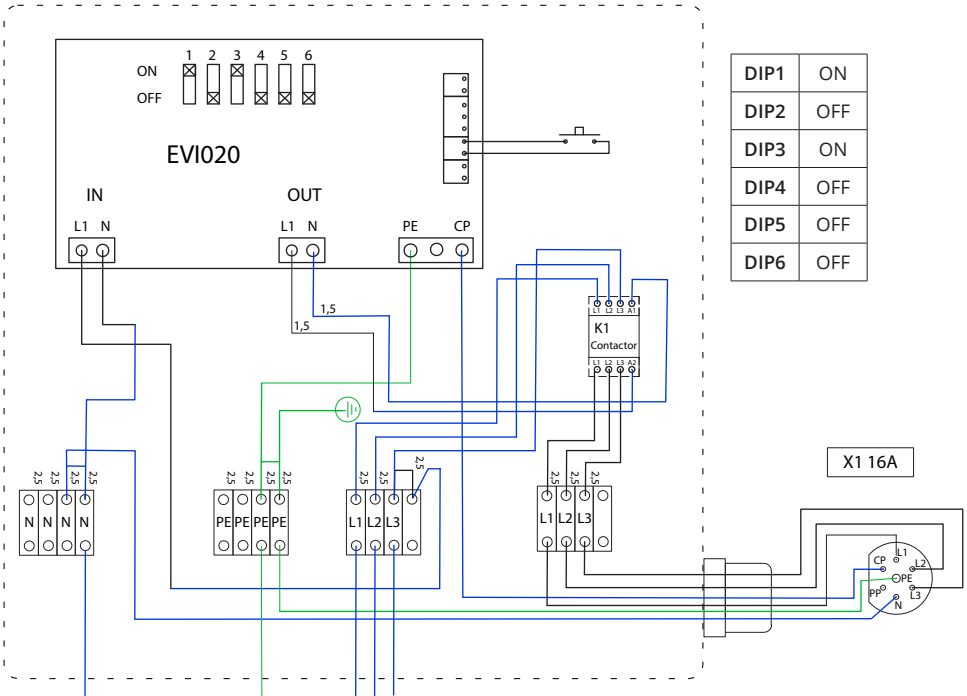 1 2 3 4 5 6
ON
OFF
EVI020
IN
OUT
L1 N
L1 N
PE
CP
DIP1 ON
DIP2 OFF
DIP3 ON
DIP4 OFF
DIP5 OFF
DIP6 OFF
1,5
1,5
L1 L2 L3 A1
K1
Contactor
L1 L2 L3 A2
X1 16A
2,5 2,5 2,5 2,5
N N N N
2,5 2,5 2,5
PE PE PE PE
2,5 2,5 2,5
L1 L2 L3
2,5 2,5 2,5
L1 L2 L3
L1
CP
L2
PE
PP
L3
N